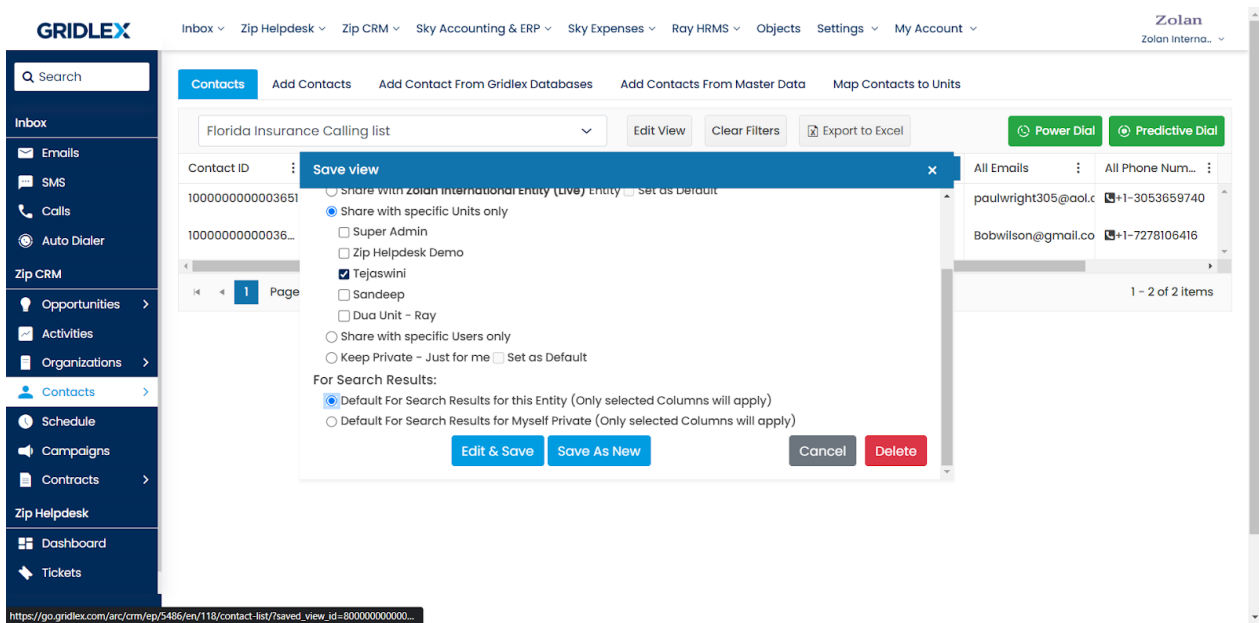 GRIDLEX
Inbox Zip Helpdesk Zip CRM Sky Accounting & ERP Sky Expenses Ray HRMS Objects Settings My Account
Zolan
Zolan Interna..
Search
Contacts Add Contacts Add Contact From Gridlex Databases Add Contacts From Master Data Map Contacts to Units
Inbox
Emails
SMS
Calls
Auto Dialer
Zip CRM
Opportunities
Activities
Organizations
Contacts
Schedule
Campaigns
Contracts
Zip Helpdesk
Dashboard
Tickets
Florida Insurance Calling list Edit View Clear Filters Export to Excel Power Dial Predictive Dial
Contact ID All Emails All Phone Num...
1000000000003651 paulwright305@aol.c +1-3053659740
10000000000036... Bobwilson@gmail.co +1-7278106416
1 Page 1 - 2 of 2 items
Save view ×
Share With Zolan International Entity (Live) Entity Set as Default
Share with specific Units only
Super Admin
Zip Helpdesk Demo
Tejaswini
Sandeep
Dua Unit - Ray
Share with specific Users only
Keep Private - Just for me Set as Default
For Search Results:
Default For Search Results for this Entity (Only selected Columns will apply)
Default For Search Results for Myself Private (Only selected Columns will apply)
Edit & Save Save As New Cancel Delete
https://go.gridlex.com/arc/crm/ep/5486/en/118/contact-list/?saved_view_id=800000000000...